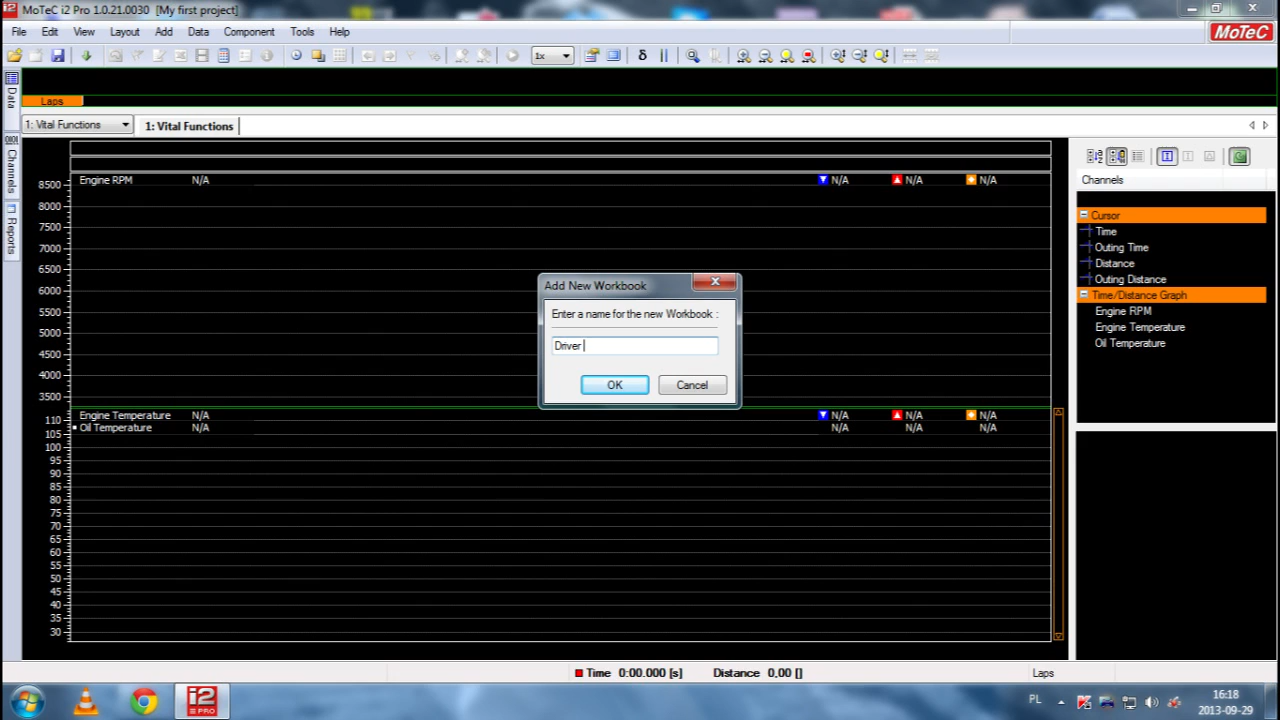 MoTeC i2 Pro 1.0.21.0030 [My first project]
File Edit View Layout Add Data Component Tools Help
MoTeC
1x
Laps
Data
Channels
Reports
1: Vital Functions
1: Vital Functions
Engine RPM N/A N/A N/A N/A
8500
8000
7500
7000
6500
6000
5500
5000
4500
4000
3500
Add New Workbook
Enter a name for the new Workbook :
Driver
OK Cancel
Engine Temperature N/A N/A N/A N/A
Oil Temperature N/A N/A N/A N/A
110
105
100
95
90
85
80
75
70
65
60
55
50
45
40
35
30
Channels
Cursor
Time
Outing Time
Distance
Outing Distance
Time/Distance Graph
Engine RPM
Engine Temperature
Oil Temperature
Time 0:00.000 [s] Distance 0,00 [] Laps
i2 PRO
PL
16:18
2013-09-29